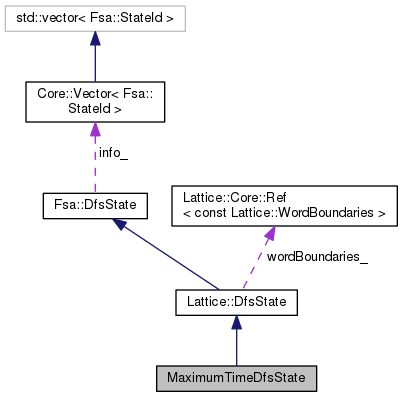 std::vector< Fsa::StateId >
Core::Vector< Fsa::
StateId >
info_
Fsa::DfsState
Lattice::Core::Ref
< const Lattice::WordBoundaries >
wordBoundaries_
Lattice::DfsState
MaximumTimeDfsState